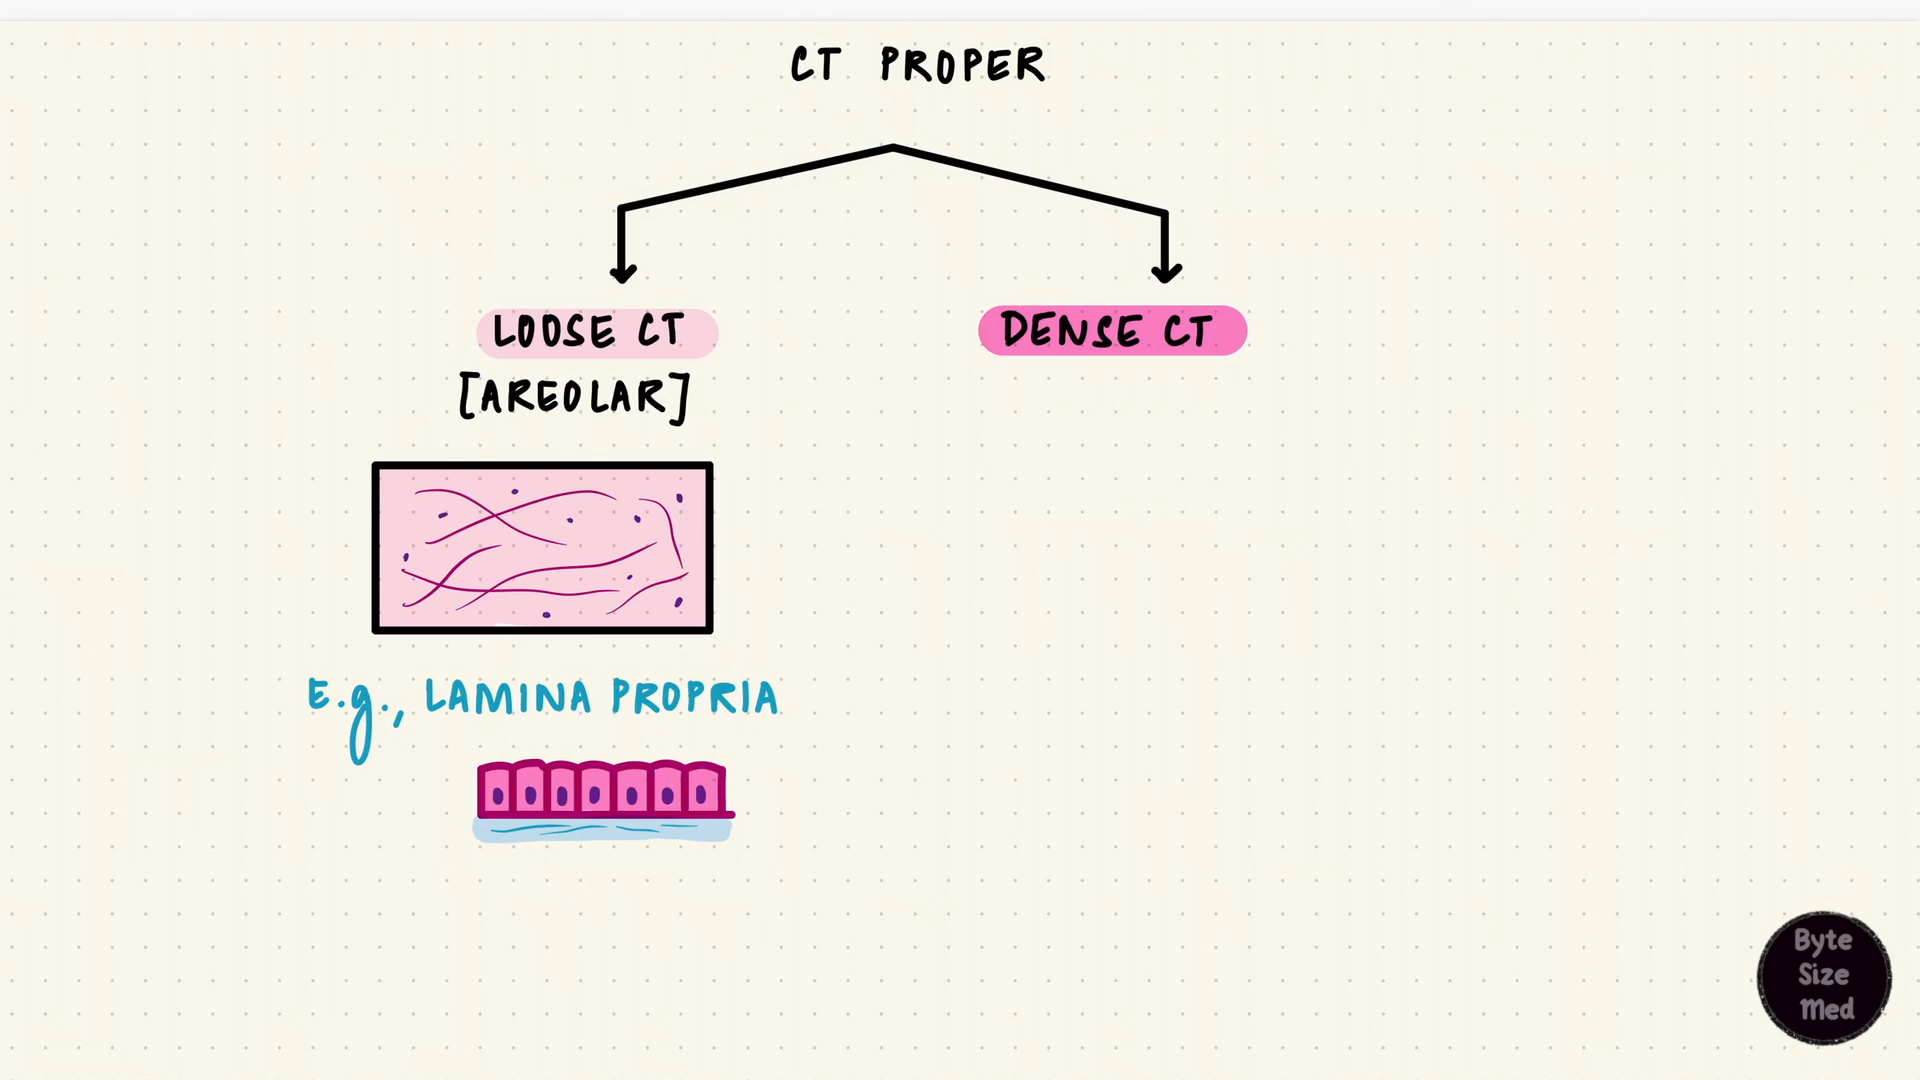 CT PROPER
LOOSE CT
[AREOLAR]
DENSE CT
E.g., LAMINA PROPRIA
Byte
Size
Med